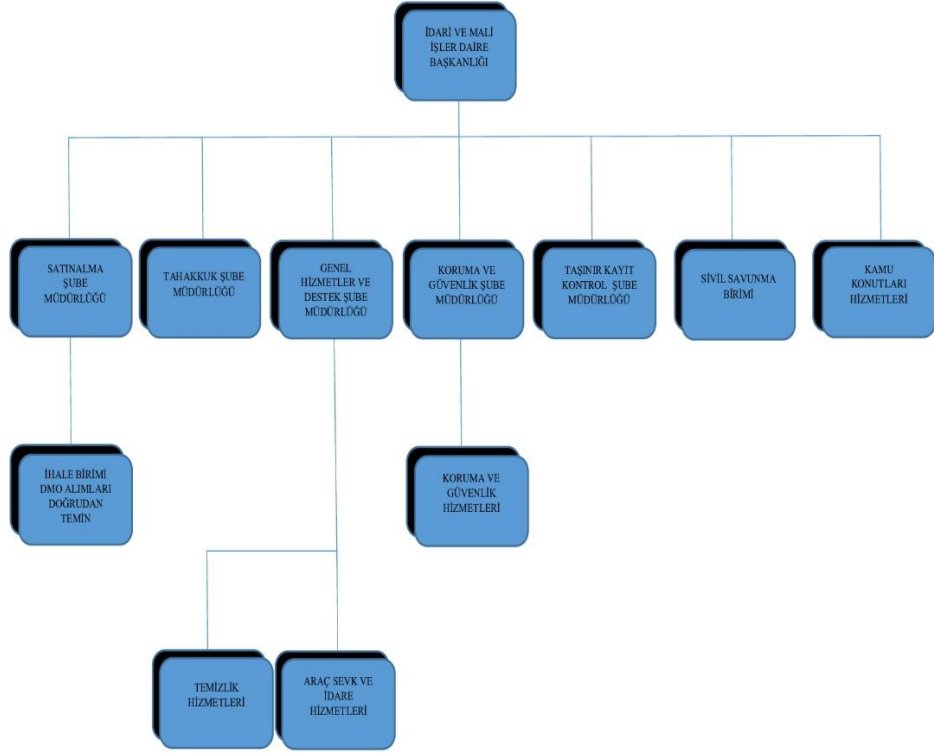 İDARİ VE MALİ
İŞLER DAİRE
BAŞKANLIĞI
SATINALMA
ŞUBE
MÜDÜRLÜĞÜ
TAHAKKUK ŞUBE
MÜDÜRLÜĞÜ
GENEL
HİZMETLER VE
DESTEK ŞUBE
MÜDÜRLÜĞÜ
KORUMA VE
GÜVENLİK ŞUBE
MÜDÜRLÜĞÜ
TAŞINIR KAYIT
KONTROL ŞUBE
MÜDÜRLÜĞÜ
SİVİL SAVUNMA
BİRİMİ
KAMU
KONUTLARI
HİZMETLERİ
İHALE BİRİMİ
DMO ALIMLARI
DOĞRUDAN
TEMİN
KORUMA VE
GÜVENLİK
HİZMETLERİ
TEMİZLİK
HİZMETLERİ
ARAÇ SEVK VE
İDARE
HİZMETLERİ